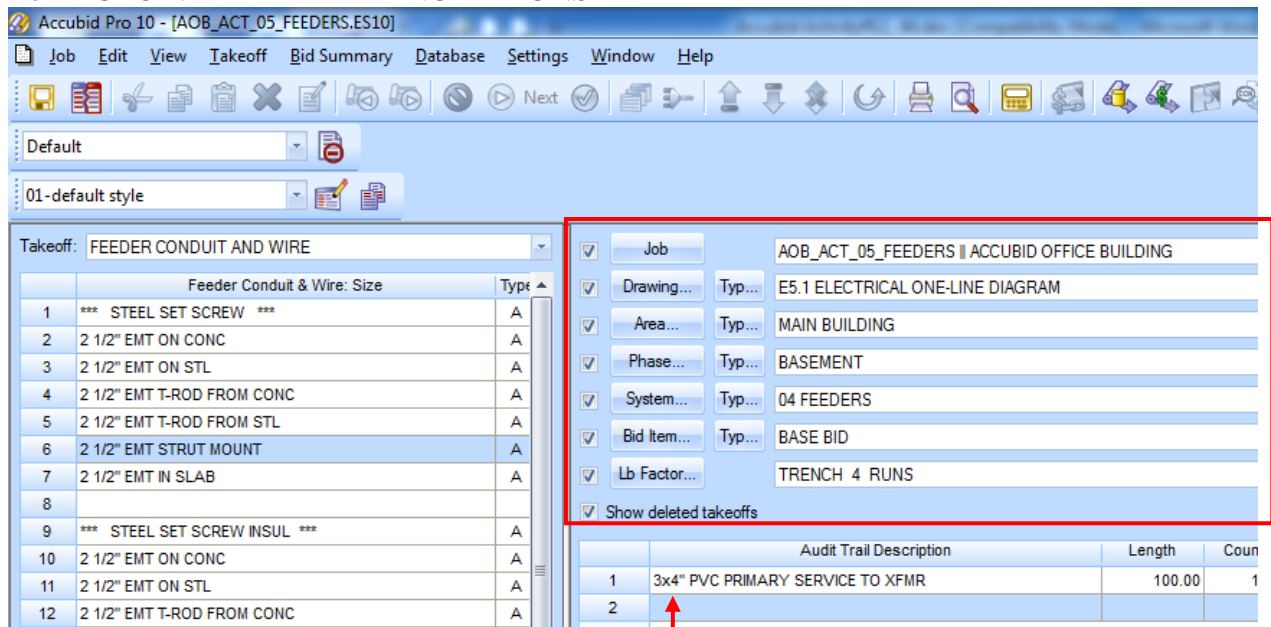 Accubid Pro 10 - [AOB_ACT_05_FEEDERS.ES10]
Job Edit View Takeoff Bid Summary Database Settings Window Help
Next
Default
01-default style
Takeoff: FEEDER CONDUIT AND WIRE
Feeder Conduit & Wire: Size Type
1 *** STEEL SET SCREW *** A
2 2 1/2" EMT ON CONC A
3 2 1/2" EMT ON STL A
4 2 1/2" EMT T-ROD FROM CONC A
5 2 1/2" EMT T-ROD FROM STL A
6 2 1/2" EMT STRUT MOUNT A
7 2 1/2" EMT IN SLAB A
8
9 *** STEEL SET SCREW INSUL *** A
10 2 1/2" EMT ON CONC A
11 2 1/2" EMT ON STL A
12 2 1/2" EMT T-ROD FROM CONC A
Job AOB_ACT_05_FEEDERS || ACCUBID OFFICE BUILDING
Drawing... Typ... E5.1 ELECTRICAL ONE-LINE DIAGRAM
Area... Typ... MAIN BUILDING
Phase... Typ... BASEMENT
System... Typ... 04 FEEDERS
Bid Item... Typ... BASE BID
Lb Factor... TRENCH 4 RUNS
Show deleted takeoffs
Audit Trail Description Length Coun
1 3x4" PVC PRIMARY SERVICE TO XFMR 100.00 1
2